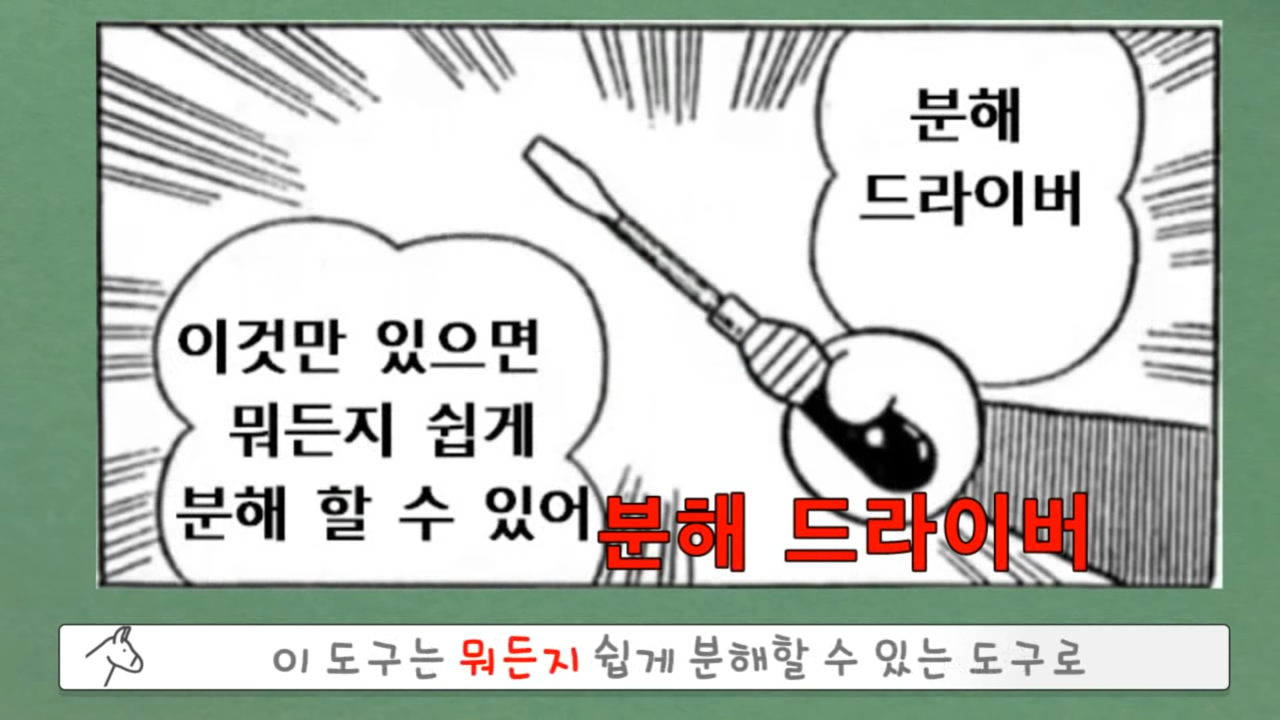 분해
드라이버
이것만 있으면
뭐든지 쉽게
분해 할 수 있어
분해 드라이버
이 도구는 뭐든지 쉽게 분해할 수 있는 도구로